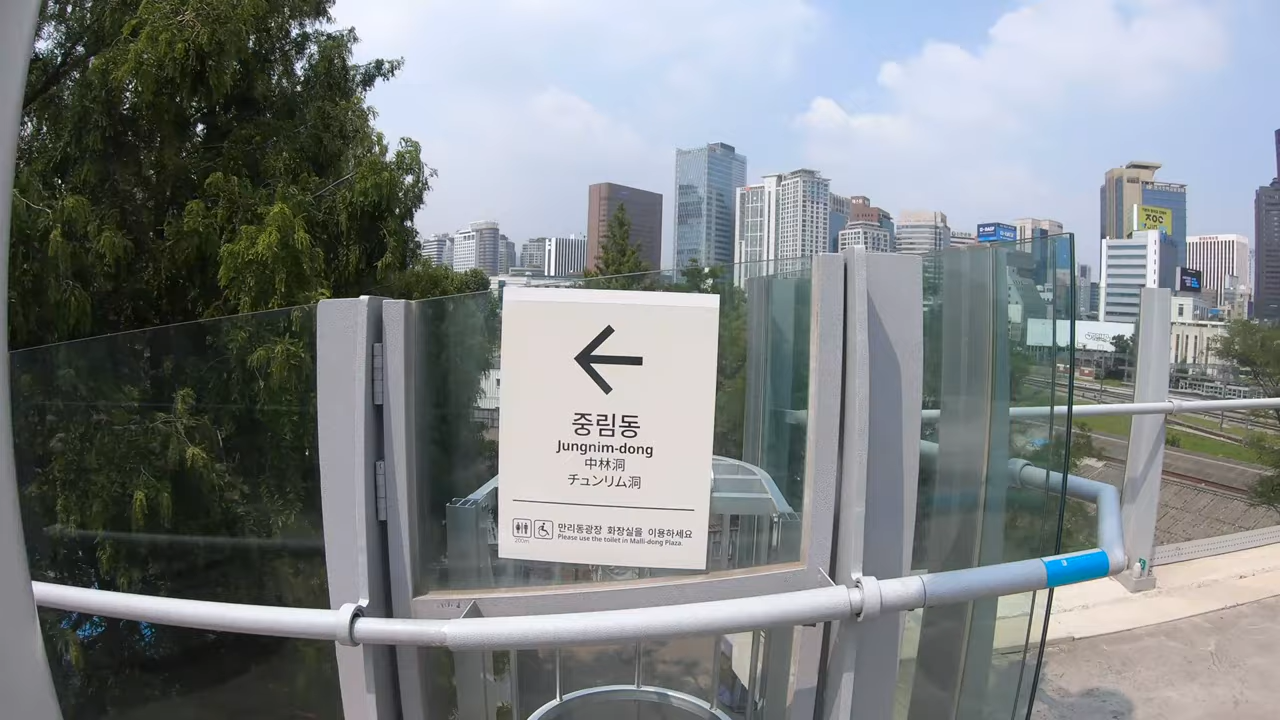 중림동
Jungnim-dong
中林洞
チュンリム洞
200m
만리동광장 화장실을 이용하세요
Please use the toilet in Malli-dong Plaza.